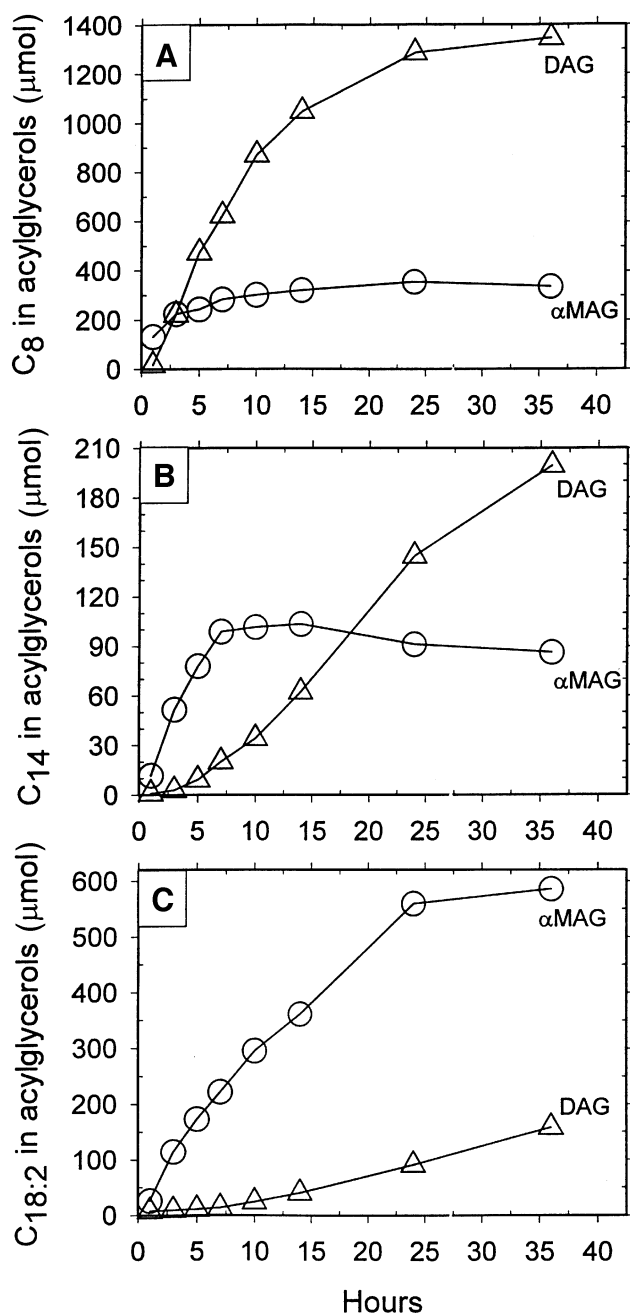 A
C8 in acylglycerols (μmol)
1400
1200
1000
800
600
400
200
0
DAG
αMAG
0 5 10 15 20 25 30 35 40
B
C14 in acylglycerols (μmol)
210
180
150
120
90
60
30
0
DAG
αMAG
0 5 10 15 20 25 30 35 40
C
C18:2 in acylglycerols (μmol)
600
500
400
300
200
100
0
αMAG
DAG
0 5 10 15 20 25 30 35 40
Hours